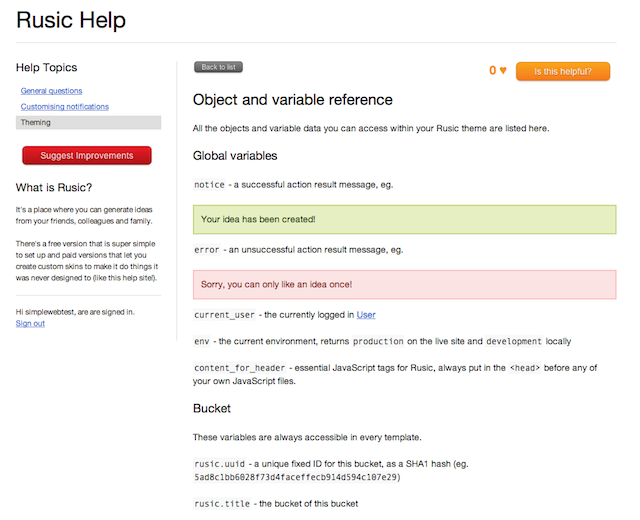 Rusic Help
Help Topics
General questions
Customising notifications
Theming
Suggest Improvements
What is Rusic?
It's a place where you can generate ideas
from your friends, colleagues and family.
There's a free version that is super simple
to set up and paid versions that let you
create custom skins to make it do things it
was never designed to (like this help site!).
Hi simplewebtest, are are signed in.
Sign out
Back to list
0 ♥
Is this helpful?
Object and variable reference
All the objects and variable data you can access within your Rusic theme are listed here.
Global variables
notice - a successful action result message, eg.
Your idea has been created!
error - an unsuccessful action result message, eg.
Sorry, you can only like an idea once!
current_user - the currently logged in User
env - the current environment, returns production on the live site and development locally
content_for_header - essential JavaScript tags for Rusic, always put in the <head> before any of
your own JavaScript files.
Bucket
These variables are always accessible in every template.
rusic.uuid - a unique fixed ID for this bucket, as a SHA1 hash (eg.
5ad8c1bb6028f73d4faceffecb914d594c107e29)
rusic.title - the bucket of this bucket